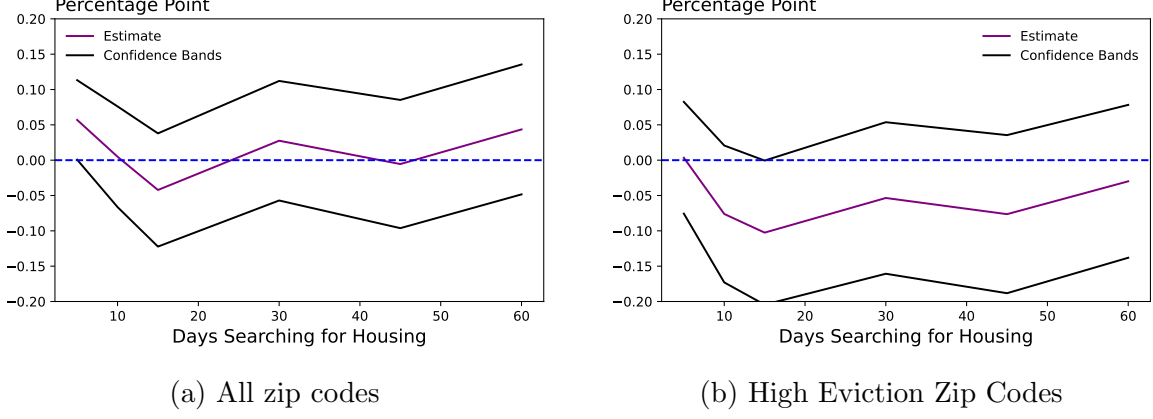 Percentage Point
0.20
0.15
0.10
0.05
0.00
−0.05
−0.10
−0.15
−0.20
Estimate
Confidence Bands
10 20 30 40 50 60
Days Searching for Housing
(a) All zip codes
Percentage Point
0.20
0.15
0.10
0.05
0.00
−0.05
−0.10
−0.15
−0.20
Estimate
Confidence Bands
10 20 30 40 50 60
Days Searching for Housing
(b) High Eviction Zip Codes